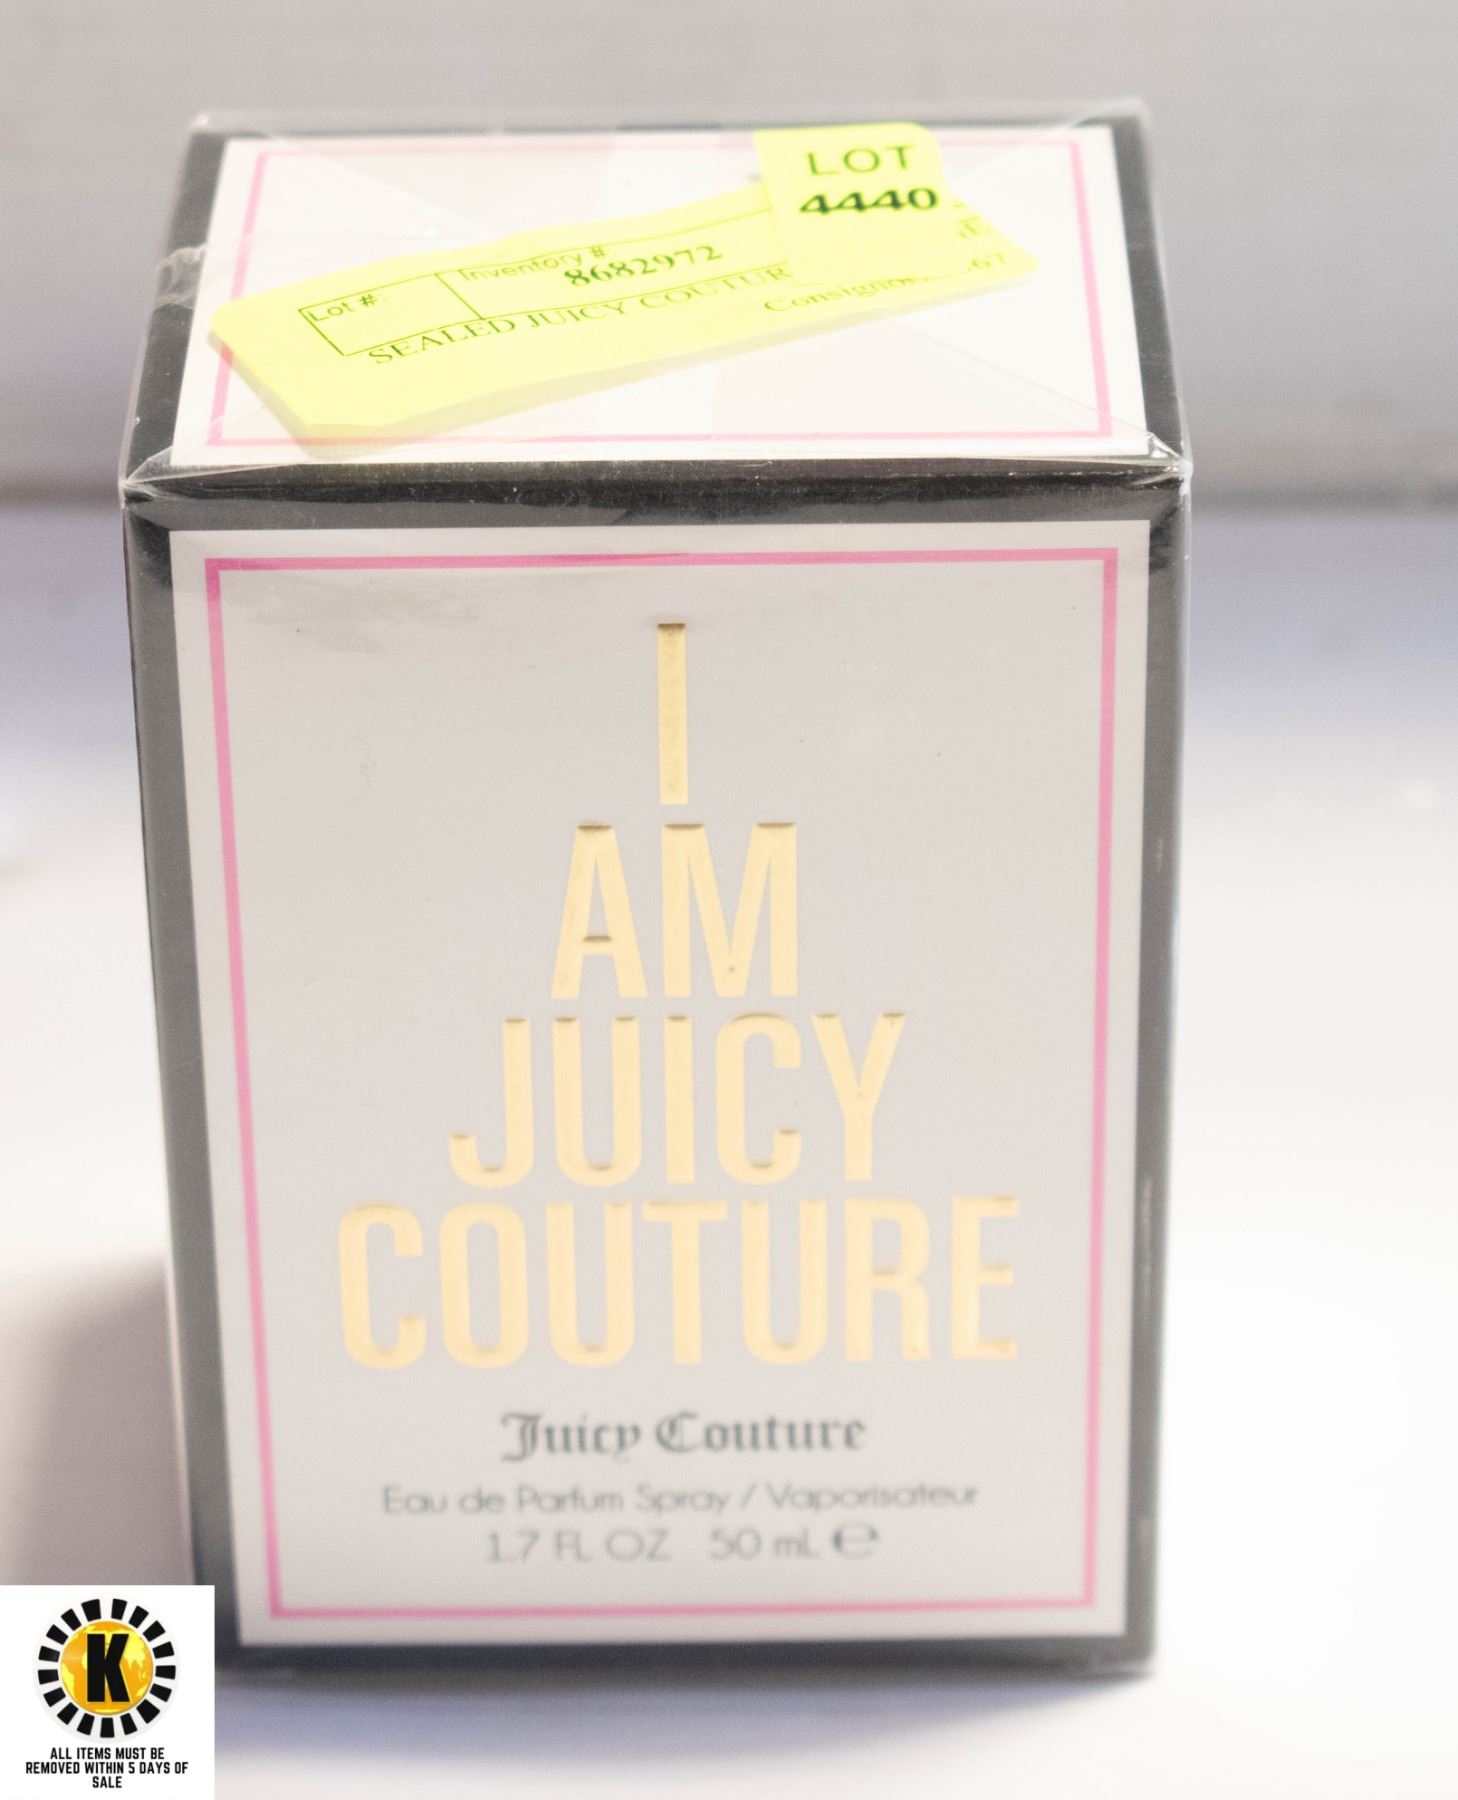 LOT
4440
Lot #:
Inventory #
8682972
SEALED JUICY COUTUR
I
AM
JUICY
COUTURE
Juicy Couture
Eau de Parfum Spray / Vaporisateur
1.7 FL OZ 50 mL ℮
K
ALL ITEMS MUST BE
REMOVED WITHIN 5 DAYS OF
SALE